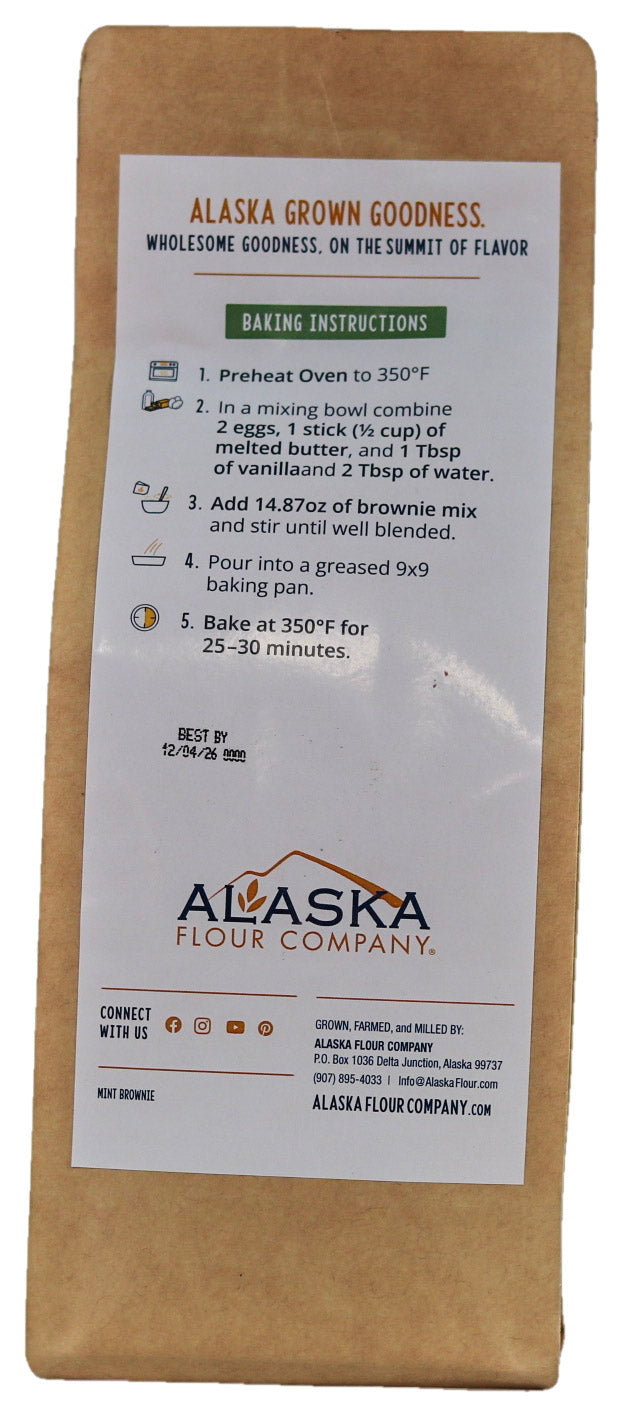 ALASKA GROWN GOODNESS.
WHOLESOME GOODNESS, ON THE SUMMIT OF FLAVOR
BAKING INSTRUCTIONS
1. Preheat Oven to 350°F
2. In a mixing bowl combine
2 eggs, 1 stick (½ cup) of
melted butter, and 1 Tbsp
of vanillaand 2 Tbsp of water.
3. Add 14.87oz of brownie mix
and stir until well blended.
4. Pour into a greased 9x9
baking pan.
5. Bake at 350°F for
25–30 minutes.
BEST BY
12/04/26 0000
ALASKA
FLOUR COMPANY®
CONNECT
WITH US
MINT BROWNIE
GROWN, FARMED, and MILLED BY:
ALASKA FLOUR COMPANY
P.O. Box 1036 Delta Junction, Alaska 99737
(907) 895-4033 | Info@AlaskaFlour.com
ALASKAFLOURCOMPANY.COM